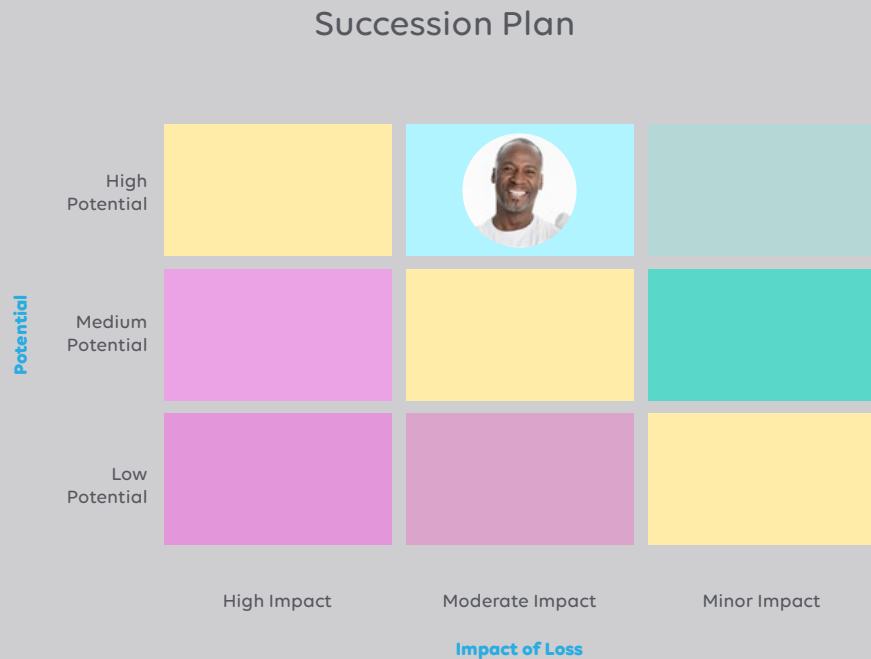 Succession Plan
High
Potential
Potential
Medium
Potential
Low
Potential
High Impact
Moderate Impact
Minor Impact
Impact of Loss